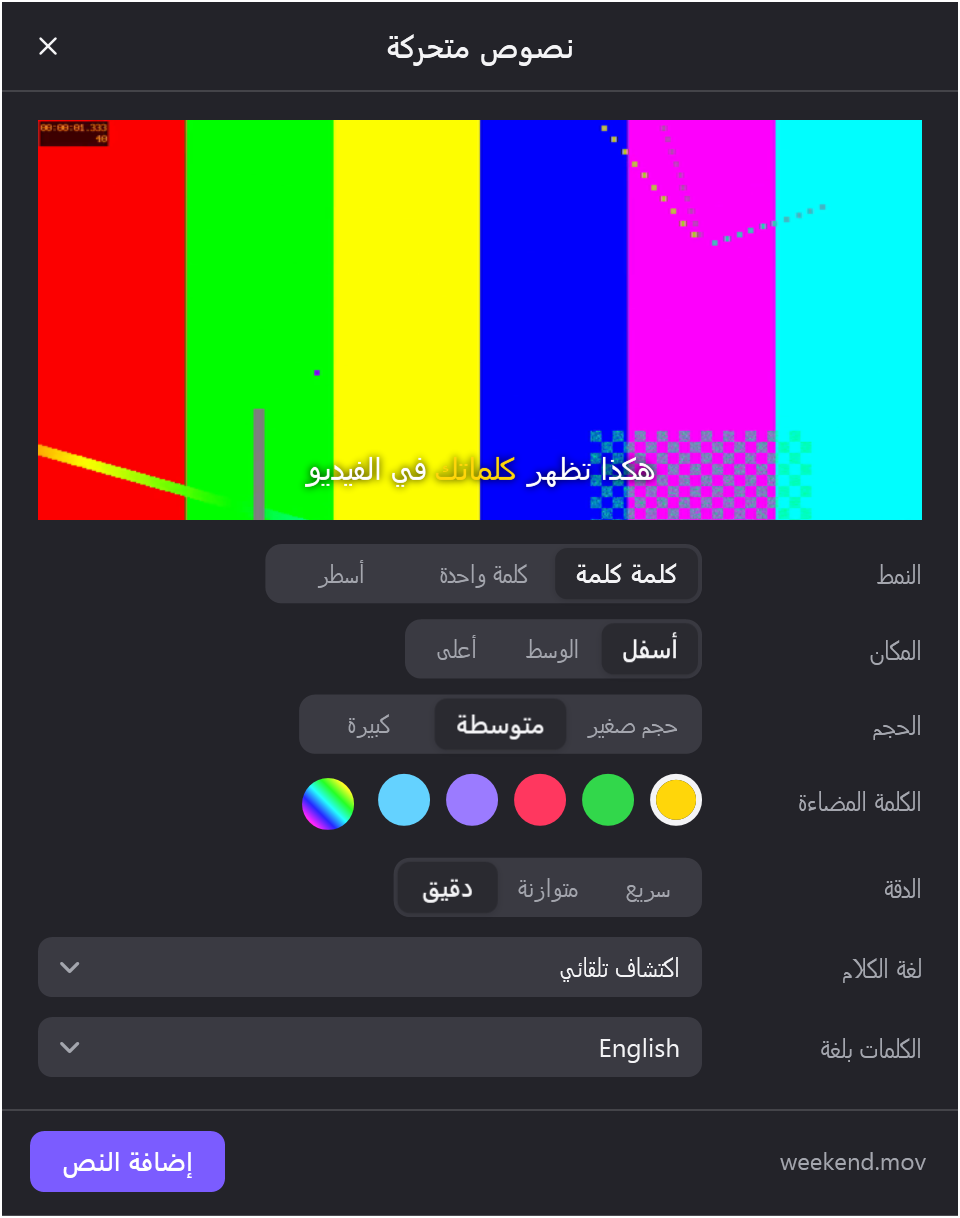 نصوص متحركة
00:00:01.333
40
هكذا تظهر كلماتك في الفيديو
النمط
كلمة كلمة
كلمة واحدة
أسطر
المكان
أسفل
الوسط
أعلى
الحجم
حجم صغير
متوسطة
كبيرة
الكلمة المضاءة
الدقة
سريع
متوازنة
دقيق
لغة الكلام
اكتشاف تلقائي
الكلمات بلغة
English
weekend.mov
إضافة النص